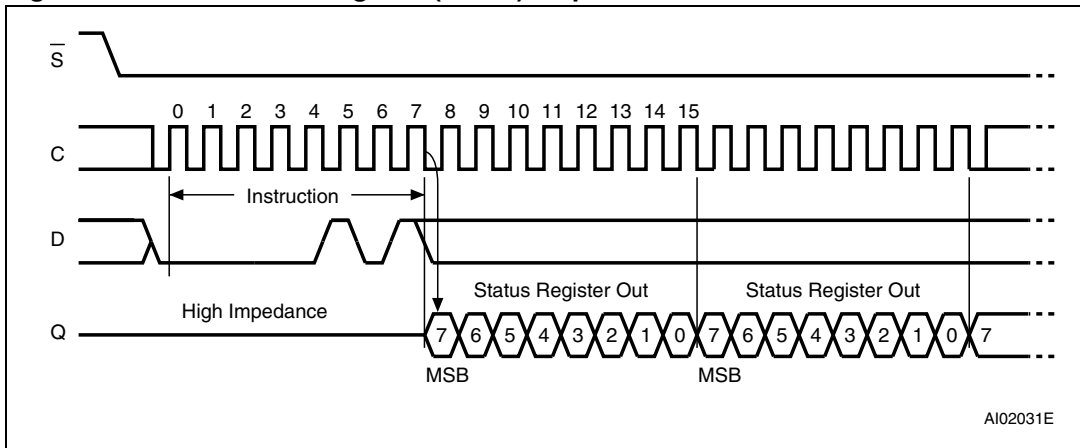 S
0 1 2 3 4 5 6 7 8 9 10 11 12 13 14 15
C
Instruction
D
Status Register Out Status Register Out
High Impedance
Q 7 6 5 4 3 2 1 0 7 6 5 4 3 2 1 0 7
MSB MSB
AI02031E